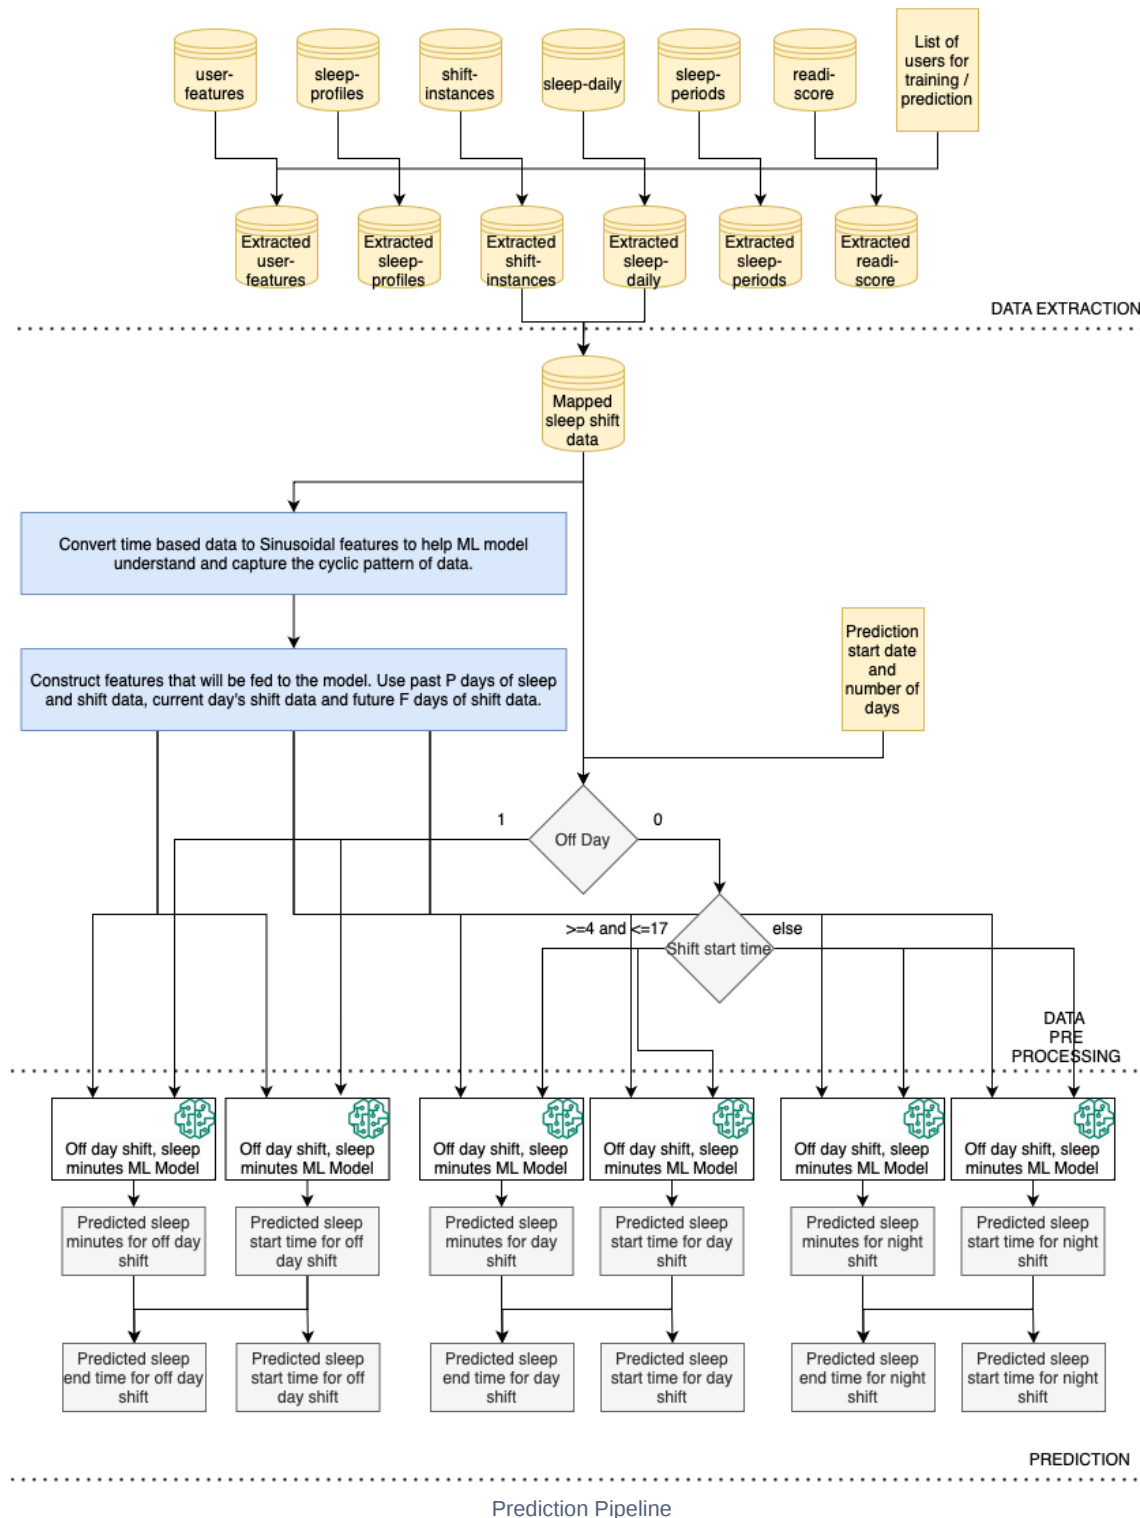 user-
features
sleep-
profiles
shift-
instances
sleep-daily
sleep-
periods
readi-
score
List of
users for
training /
prediction
Extracted
user-
features
Extracted
sleep-
profiles
Extracted
shift-
instances
Extracted
sleep-
daily
Extracted
sleep-
periods
Extracted
readi-
score
DATA EXTRACTION
Mapped
sleep shift
data
Convert time based data to Sinusoidal features to help ML model
understand and capture the cyclic pattern of data.
Prediction
start date
and
number of
days
Construct features that will be fed to the model. Use past P days of sleep
and shift data, current day's shift data and future F days of shift data.
1
Off Day
0
>=4 and <=17
Shift start time
else
DATA
PRE
PROCESSING
Off day shift, sleep
minutes ML Model
Off day shift, sleep
minutes ML Model
Off day shift, sleep
minutes ML Model
Off day shift, sleep
minutes ML Model
Off day shift, sleep
minutes ML Model
Off day shift, sleep
minutes ML Model
Predicted sleep
minutes for off day
shift
Predicted sleep
start time for off
day shift
Predicted sleep
minutes for day
shift
Predicted sleep
start time for day
shift
Predicted sleep
minutes for night
shift
Predicted sleep
start time for night
shift
Predicted sleep
end time for off day
shift
Predicted sleep
start time for off
day shift
Predicted sleep
end time for day
shift
Predicted sleep
start time for day
shift
Predicted sleep
end time for night
shift
Predicted sleep
start time for night
shift
PREDICTION
Prediction Pipeline